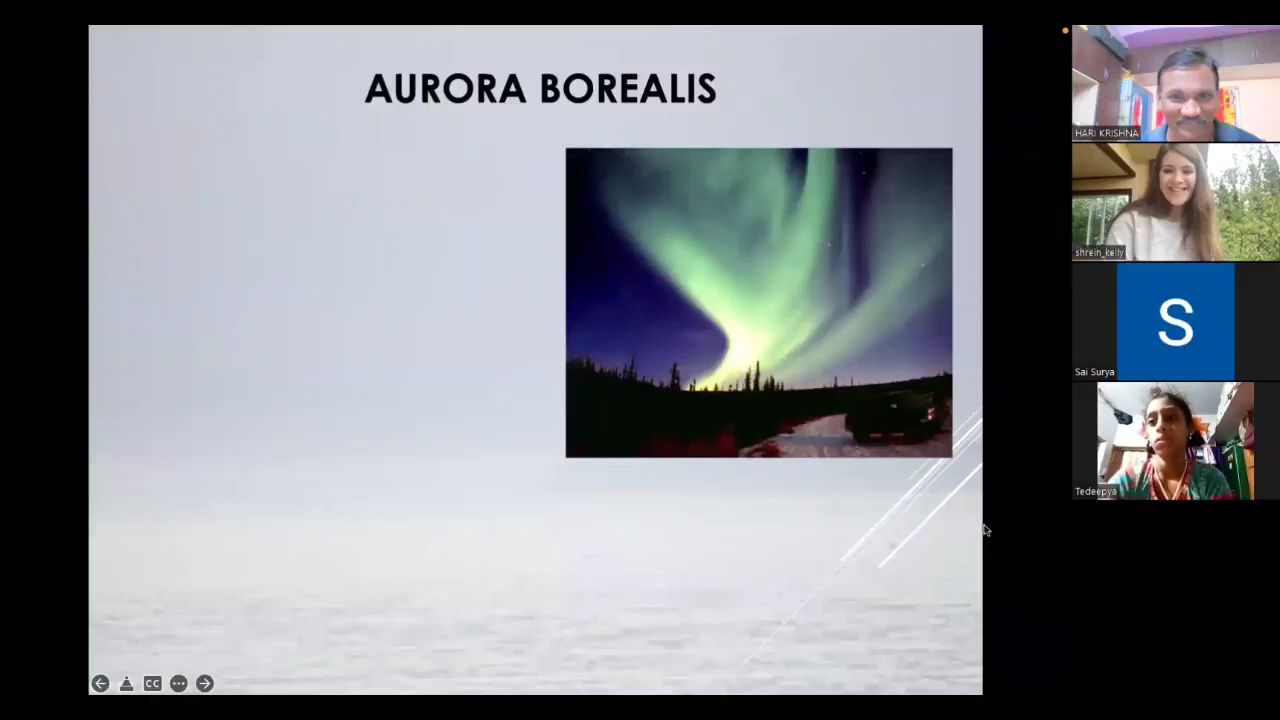 AURORA BOREALIS
HARI KRISHNA
shrein_kelly
S
Sai Surya
Tedeepya
CC